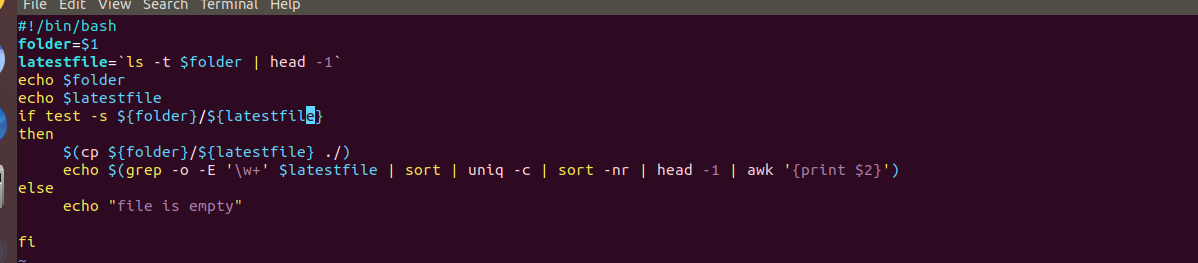 File Edit View Search Terminal Help
#!/bin/bash
folder=$1
latestfile=`ls -t $folder | head -1`
echo $folder
echo $latestfile
if test -s ${folder}/${latestfile}
then
     $(cp ${folder}/${latestfile} ./)
     echo $(grep -o -E '\w+' $latestfile | sort | uniq -c | sort -nr | head -1 | awk '{print $2}')
else
     echo "file is empty"
fi
~